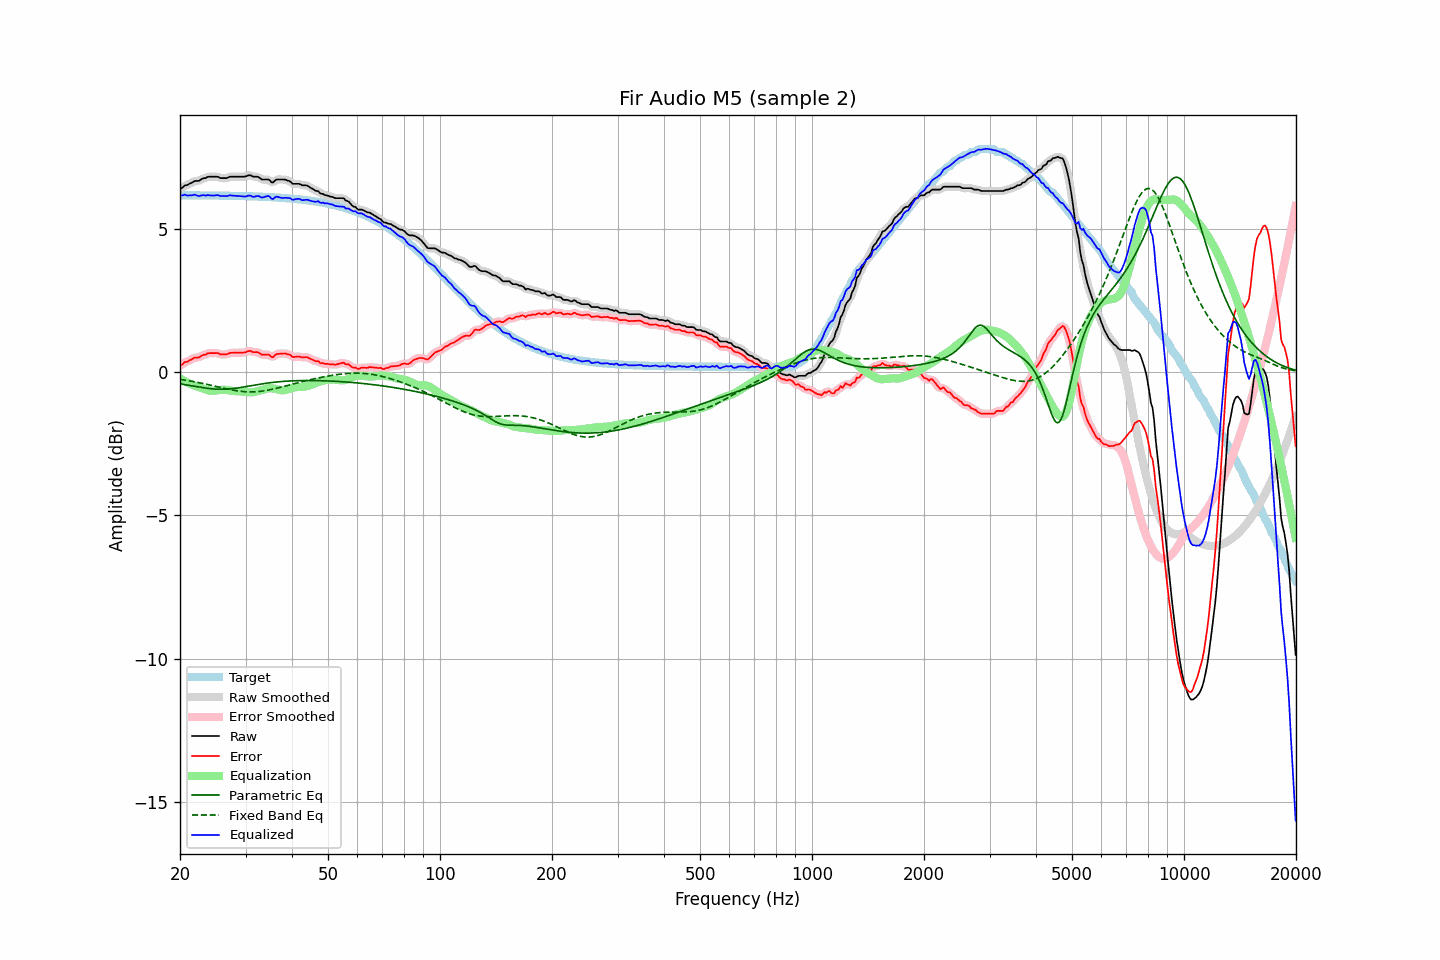 Fir Audio M5 (sample 2)
Amplitude (dBr)
5
0
−5
−10
−15
Target
Raw Smoothed
Error Smoothed
Raw
Error
Equalization
Parametric Eq
Fixed Band Eq
Equalized
20 50 100 200 500 1000 2000 5000 10000 20000
Frequency (Hz)